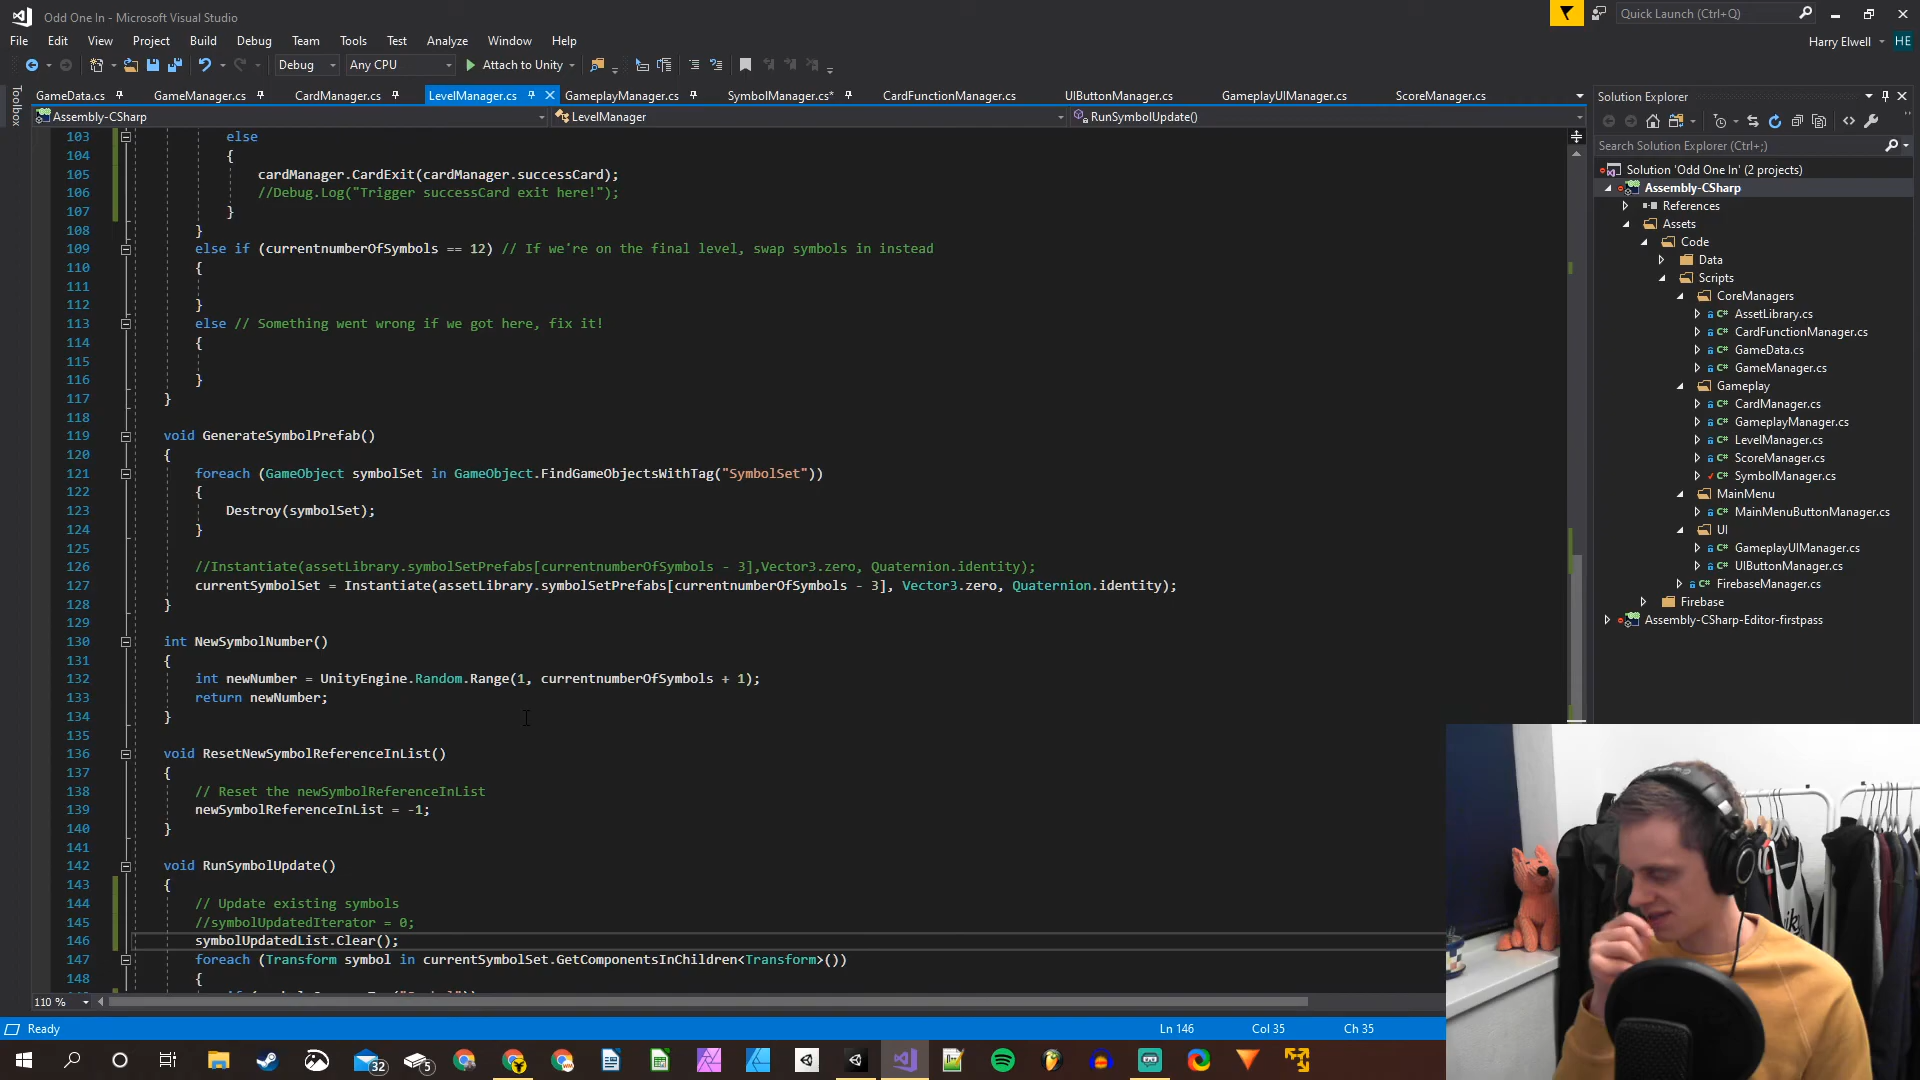 Odd One In - Microsoft Visual Studio
Quick Launch (Ctrl+Q)
File Edit View Project Build Debug Team Tools Test Analyze Window Help
Harry Elwell HE
Debug Any CPU Attach to Unity
Toolbox
GameData.cs GameManager.cs CardManager.cs LevelManager.cs GameplayManager.cs SymbolManager.cs* CardFunctionManager.cs UIButtonManager.cs GameplayUIManager.cs ScoreManager.cs
Assembly-CSharp LevelManager RunSymbolUpdate()
103 else
104 {
105 cardManager.CardExit(cardManager.successCard);
106 //Debug.Log("Trigger successCard exit here!");
107 }
108 }
109 else if (currentnumberOfSymbols == 12) // If we're on the final level, swap symbols in instead
110 {
111
112 }
113 else // Something went wrong if we got here, fix it!
114 {
115
116 }
117 }
118
119 void GenerateSymbolPrefab()
120 {
121 foreach (GameObject symbolSet in GameObject.FindGameObjectsWithTag("SymbolSet"))
122 {
123 Destroy(symbolSet);
124 }
125
126 //Instantiate(assetLibrary.symbolSetPrefabs[currentnumberOfSymbols - 3],Vector3.zero, Quaternion.identity);
127 currentSymbolSet = Instantiate(assetLibrary.symbolSetPrefabs[currentnumberOfSymbols - 3], Vector3.zero, Quaternion.identity);
128 }
129
130 int NewSymbolNumber()
131 {
132 int newNumber = UnityEngine.Random.Range(1, currentnumberOfSymbols + 1);
133 return newNumber;
134 }
135
136 void ResetNewSymbolReferenceInList()
137 {
138 // Reset the newSymbolReferenceInList
139 newSymbolReferenceInList = -1;
140 }
141
142 void RunSymbolUpdate()
143 {
144 // Update existing symbols
145 //symbolUpdatedIterator = 0;
146 symbolUpdatedList.Clear();
147 foreach (Transform symbol in currentSymbolSet.GetComponentsInChildren<Transform>())
148 {
110 %
Ready
Ln 146 Col 35 Ch 35
Solution Explorer
Search Solution Explorer (Ctrl+;)
Solution 'Odd One In' (2 projects)
Assembly-CSharp
References
Assets
Code
Data
Scripts
CoreManagers
AssetLibrary.cs
CardFunctionManager.cs
GameData.cs
GameManager.cs
Gameplay
CardManager.cs
GameplayManager.cs
LevelManager.cs
ScoreManager.cs
SymbolManager.cs
MainMenu
MainMenuButtonManager.cs
UI
GameplayUIManager.cs
UIButtonManager.cs
FirebaseManager.cs
Firebase
Assembly-CSharp-Editor-firstpass
32
5